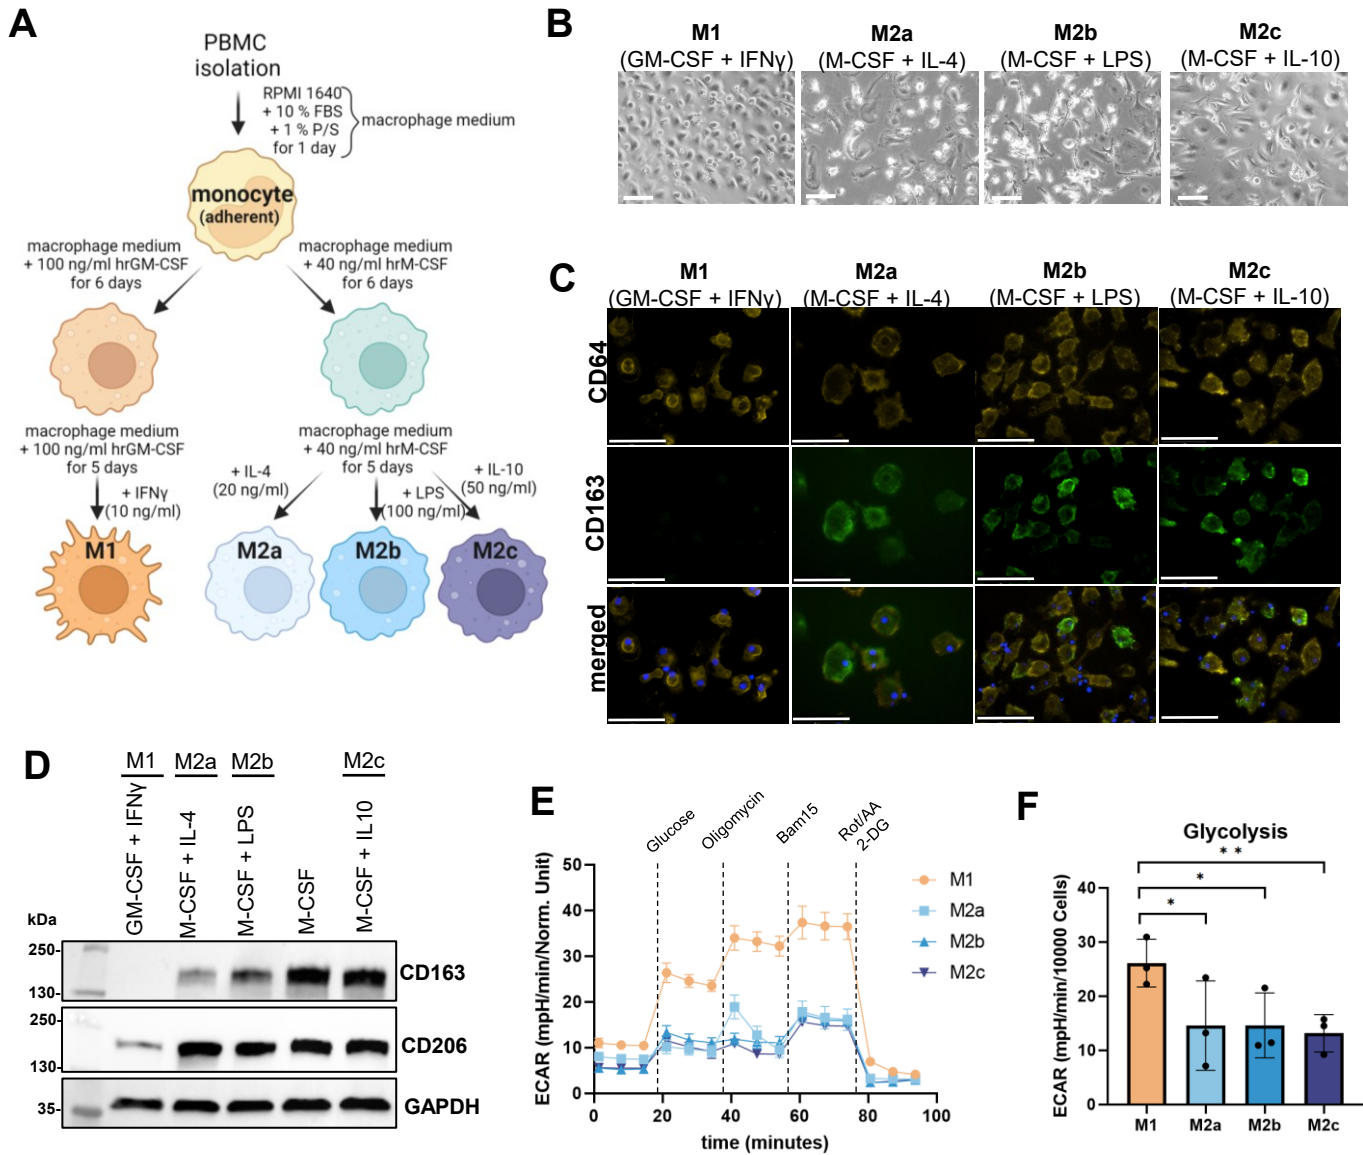 A
PBMC
isolation
RPMI 1640
+ 10 % FBS
+ 1 % P/S
for 1 day
macrophage medium
monocyte
(adherent)
macrophage medium
+ 100 ng/ml hrGM-CSF
for 6 days
macrophage medium
+ 40 ng/ml hrM-CSF
for 6 days
macrophage medium
+ 100 ng/ml hrGM-CSF
for 5 days
+ IFNγ
(10 ng/ml)
macrophage medium
+ 40 ng/ml hrM-CSF
for 5 days
+ IL-4
(20 ng/ml)
+ LPS
(100 ng/ml)
+ IL-10
(50 ng/ml)
M1
M2a
M2b
M2c
B
M1
(GM-CSF + IFNγ)
M2a
(M-CSF + IL-4)
M2b
(M-CSF + LPS)
M2c
(M-CSF + IL-10)
C
M1
(GM-CSF + IFNγ)
M2a
(M-CSF + IL-4)
M2b
(M-CSF + LPS)
M2c
(M-CSF + IL-10)
CD64
CD163
merged
D
M1
M2a
M2b
M2c
GM-CSF + IFNγ
M-CSF + IL-4
M-CSF + LPS
M-CSF
M-CSF + IL10
kDa
250-
130-
CD163
250-
130-
CD206
35-
GAPDH
E
Glucose
Oligomycin
Bam15
Rot/AA
2-DG
ECAR (mpH/min/Norm. Unit)
50
40
30
20
10
0
0
20
40
60
80
100
time (minutes)
M1
M2a
M2b
M2c
F
Glycolysis
**
*
*
ECAR (mpH/min/10000 Cells)
40
30
20
10
0
M1
M2a
M2b
M2c